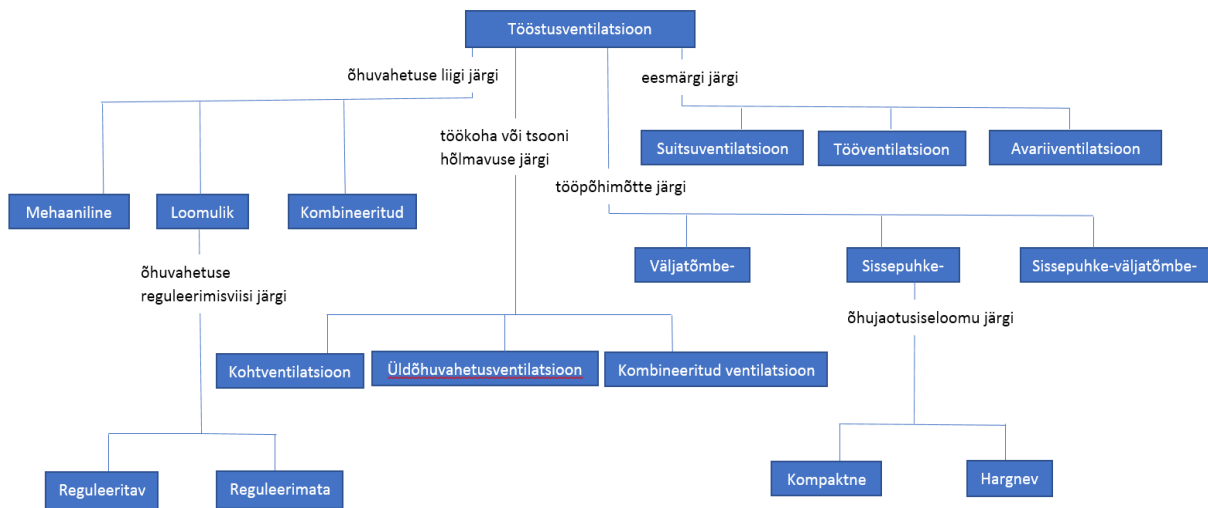 Tööstusventilatsioon
õhuvahetuse liigi järgi
eesmärgi järgi
töökoha või tsooni
hõlmavuse järgi
Suitsuventilatsioon
Tööventilatsioon
Avariiventilatsioon
tööpõhimõtte järgi
Mehaaniline
Loomulik
Kombineeritud
Väljatõmbe-
Sissepuhke-
Sissepuhke-väljatõmbe-
õhuvahetuse
reguleerimisviisi järgi
õhujaotusiseloomu järgi
Kohtventilatsioon
Üldõhuvahetusventilatsioon
Kombineeritud ventilatsioon
Reguleeritav
Reguleerimata
Kompaktne
Hargnev